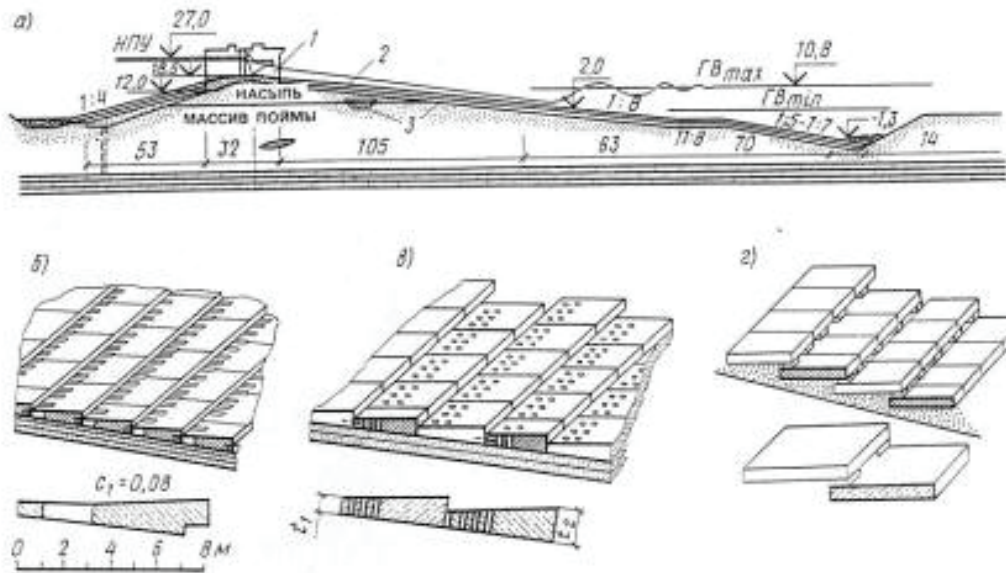 а)
НПУ
27,0
1
2
18,5
12,0
1:4
НАСЫПЬ
МАССИВ ПОЙМЫ
3
2,0
1:8
ГВmax
10,8
ГВmin
1:5-1:7
-1,3
53
32
105
63
1:8
70
14
б)
в)
г)
c₁=0,08
0 2 4 6 8 м
t₁
t₂